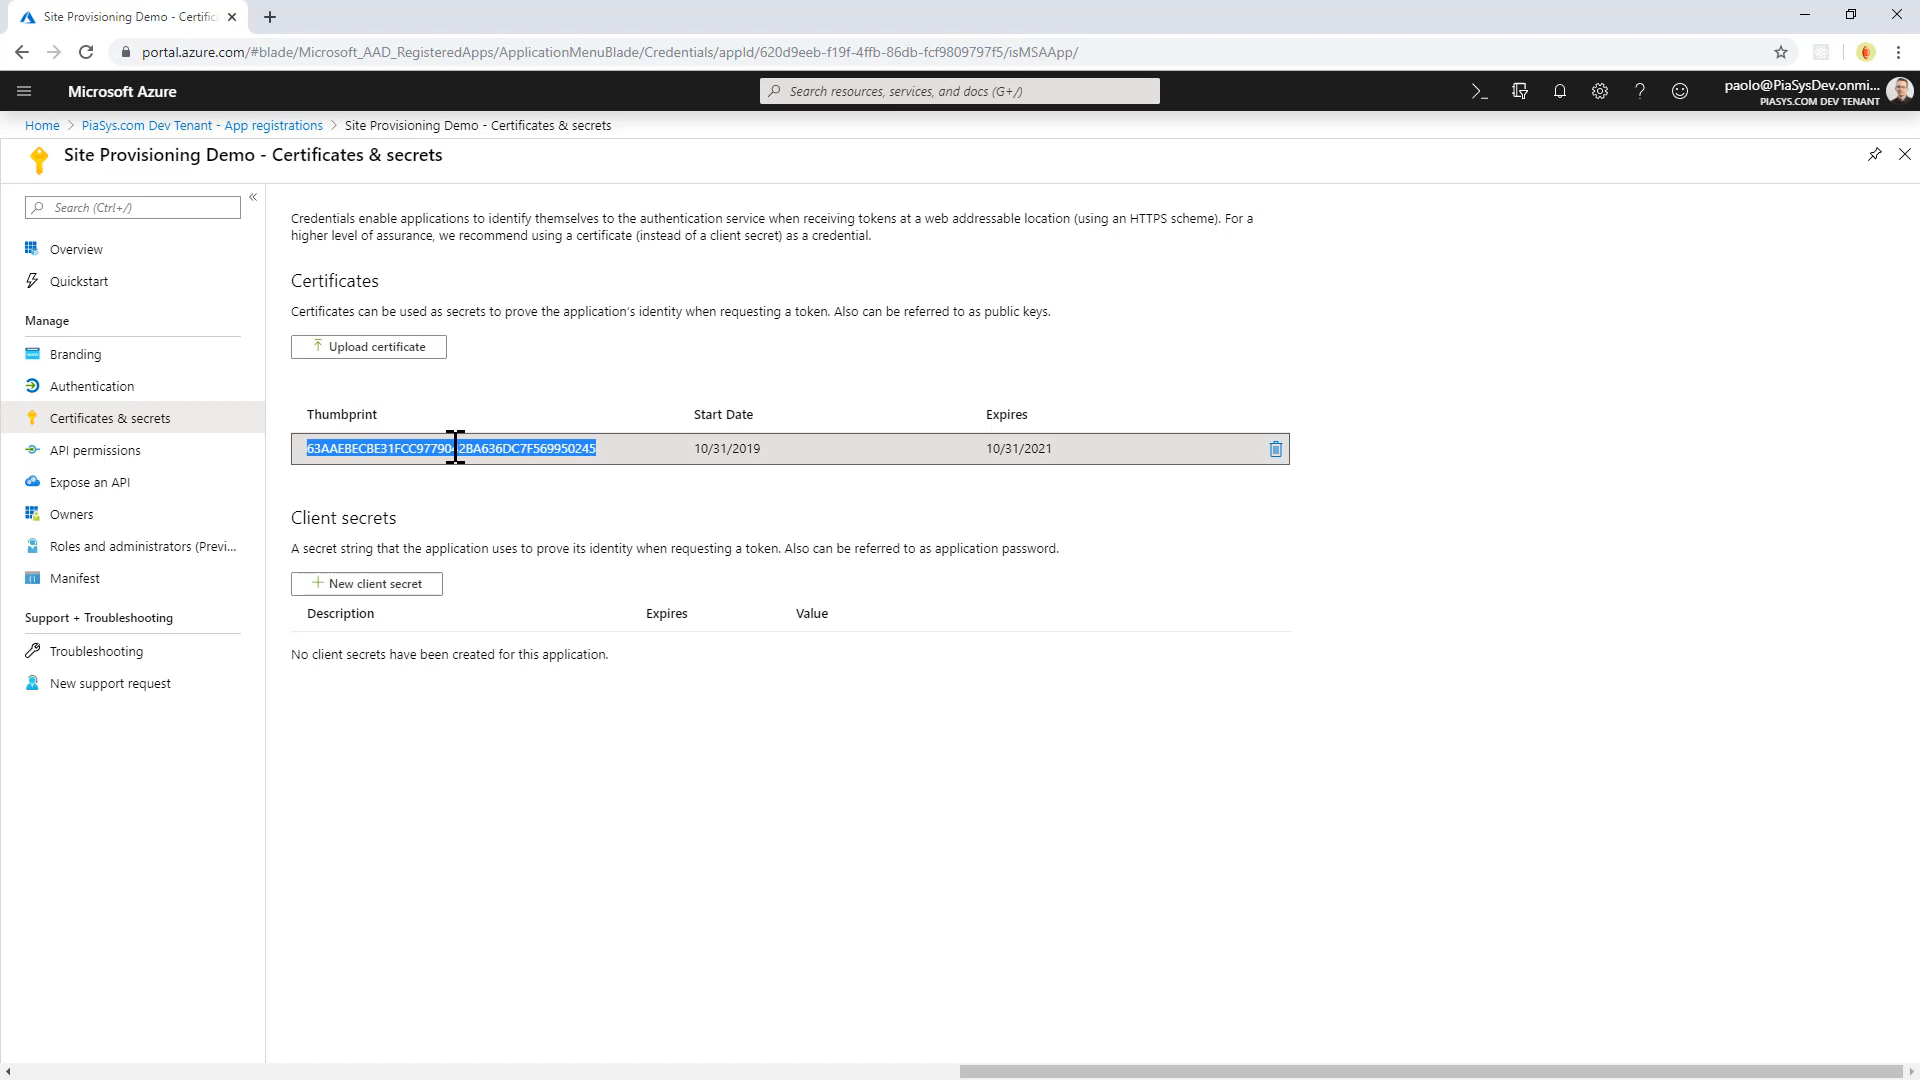 Site Provisioning Demo - Certific
portal.azure.com/#blade/Microsoft_AAD_RegisteredApps/ApplicationMenuBlade/Credentials/appId/620d9eeb-f19f-4ffb-86db-fcf9809797f5/isMSAApp/
Microsoft Azure
Search resources, services, and docs (G+/)
paolo@PiaSysDev.onmi...
PIASYS.COM DEV TENANT
Home > PiaSys.com Dev Tenant - App registrations > Site Provisioning Demo - Certificates & secrets
Site Provisioning Demo - Certificates & secrets
Search (Ctrl+/)
Overview
Quickstart
Manage
Branding
Authentication
Certificates & secrets
API permissions
Expose an API
Owners
Roles and administrators (Previ...
Manifest
Support + Troubleshooting
Troubleshooting
New support request
Credentials enable applications to identify themselves to the authentication service when receiving tokens at a web addressable location (using an HTTPS scheme). For a
higher level of assurance, we recommend using a certificate (instead of a client secret) as a credential.
Certificates
Certificates can be used as secrets to prove the application's identity when requesting a token. Also can be referred to as public keys.
Upload certificate
Thumbprint Start Date Expires
10/31/2019 10/31/2021
Client secrets
A secret string that the application uses to prove its identity when requesting a token. Also can be referred to as application password.
New client secret
Description Expires Value
No client secrets have been created for this application.